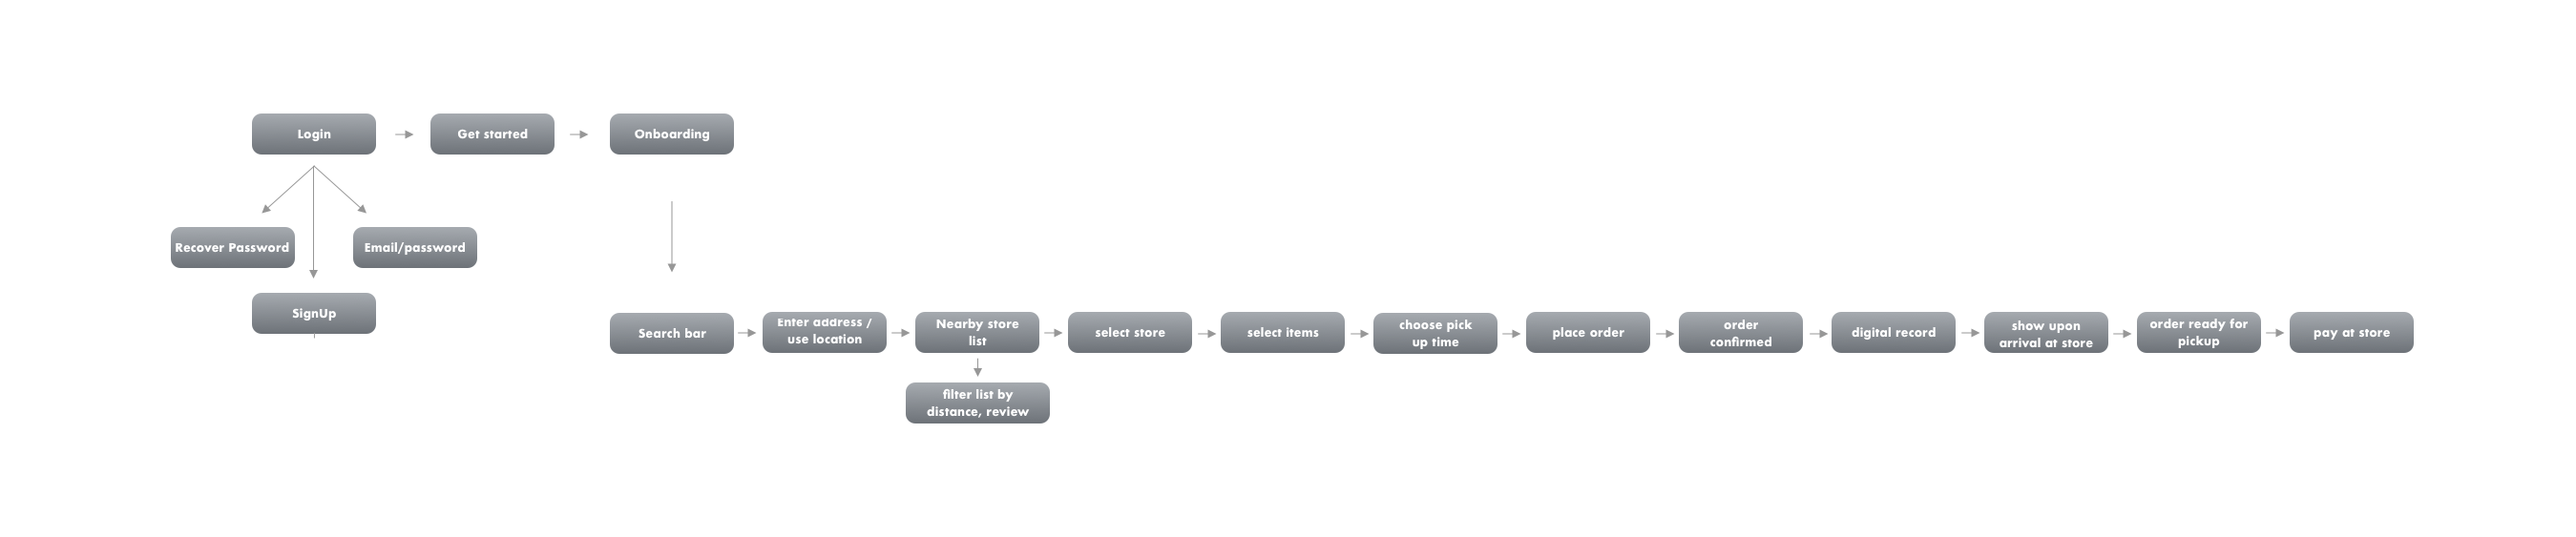 Login
Get started
Onboarding
Recover Password
Email/password
SignUp
Search bar
Enter address /
use location
Nearby store
list
select store
select items
choose pick
up time
place order
order
confirmed
digital record
show upon
arrival at store
order ready for
pickup
pay at store
filter list by
distance, review